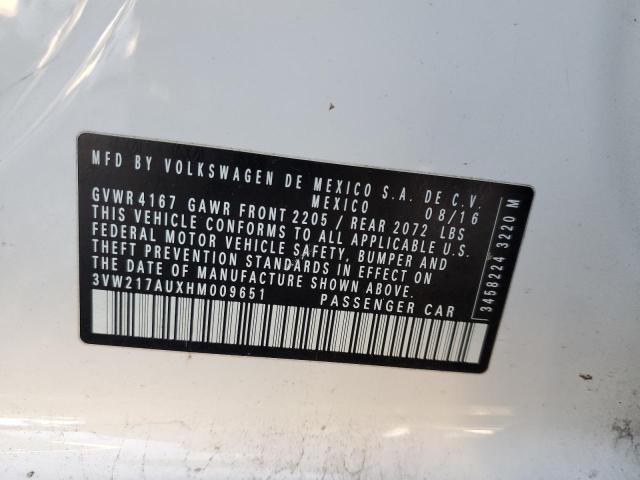 MFD BY VOLKSWAGEN DE MEXICO S.A. DE C.V.
MEXICO 08/16
GVWR4167 GAWR FRONT 2205 / REAR 2072 LBS
THIS VEHICLE CONFORMS TO ALL APPLICABLE U.S.
FEDERAL MOTOR VEHICLE SAFETY, BUMPER AND
THEFT PREVENTION STANDARDS IN EFFECT ON
THE DATE OF MANUFACTURE SHOWN ABOVE.
3VW217AUXHM009651 PASSENGER CAR
3458224 3220 M